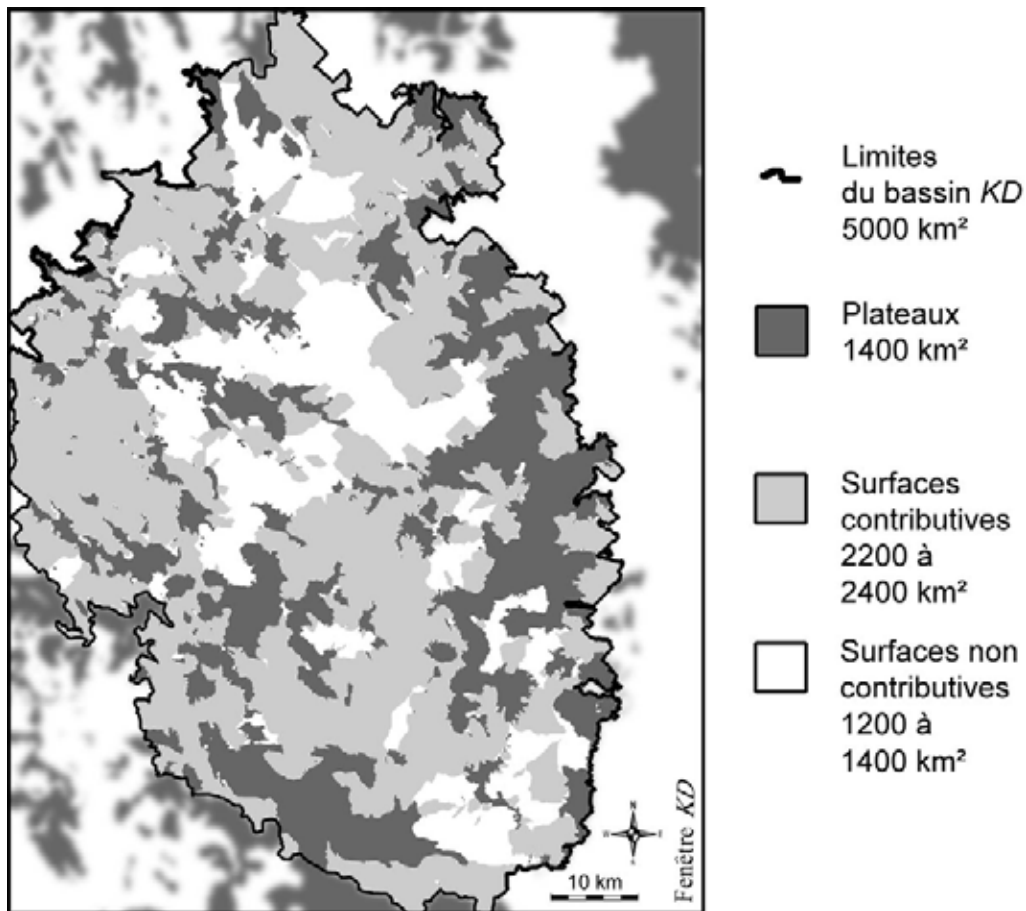 Limites
du bassin KD
5000 km²
Plateaux
1400 km²
Surfaces
contributives
2200 à
2400 km²
Surfaces non
contributives
1200 à
1400 km²
N
W E
S
10 km
Fenêtre KD